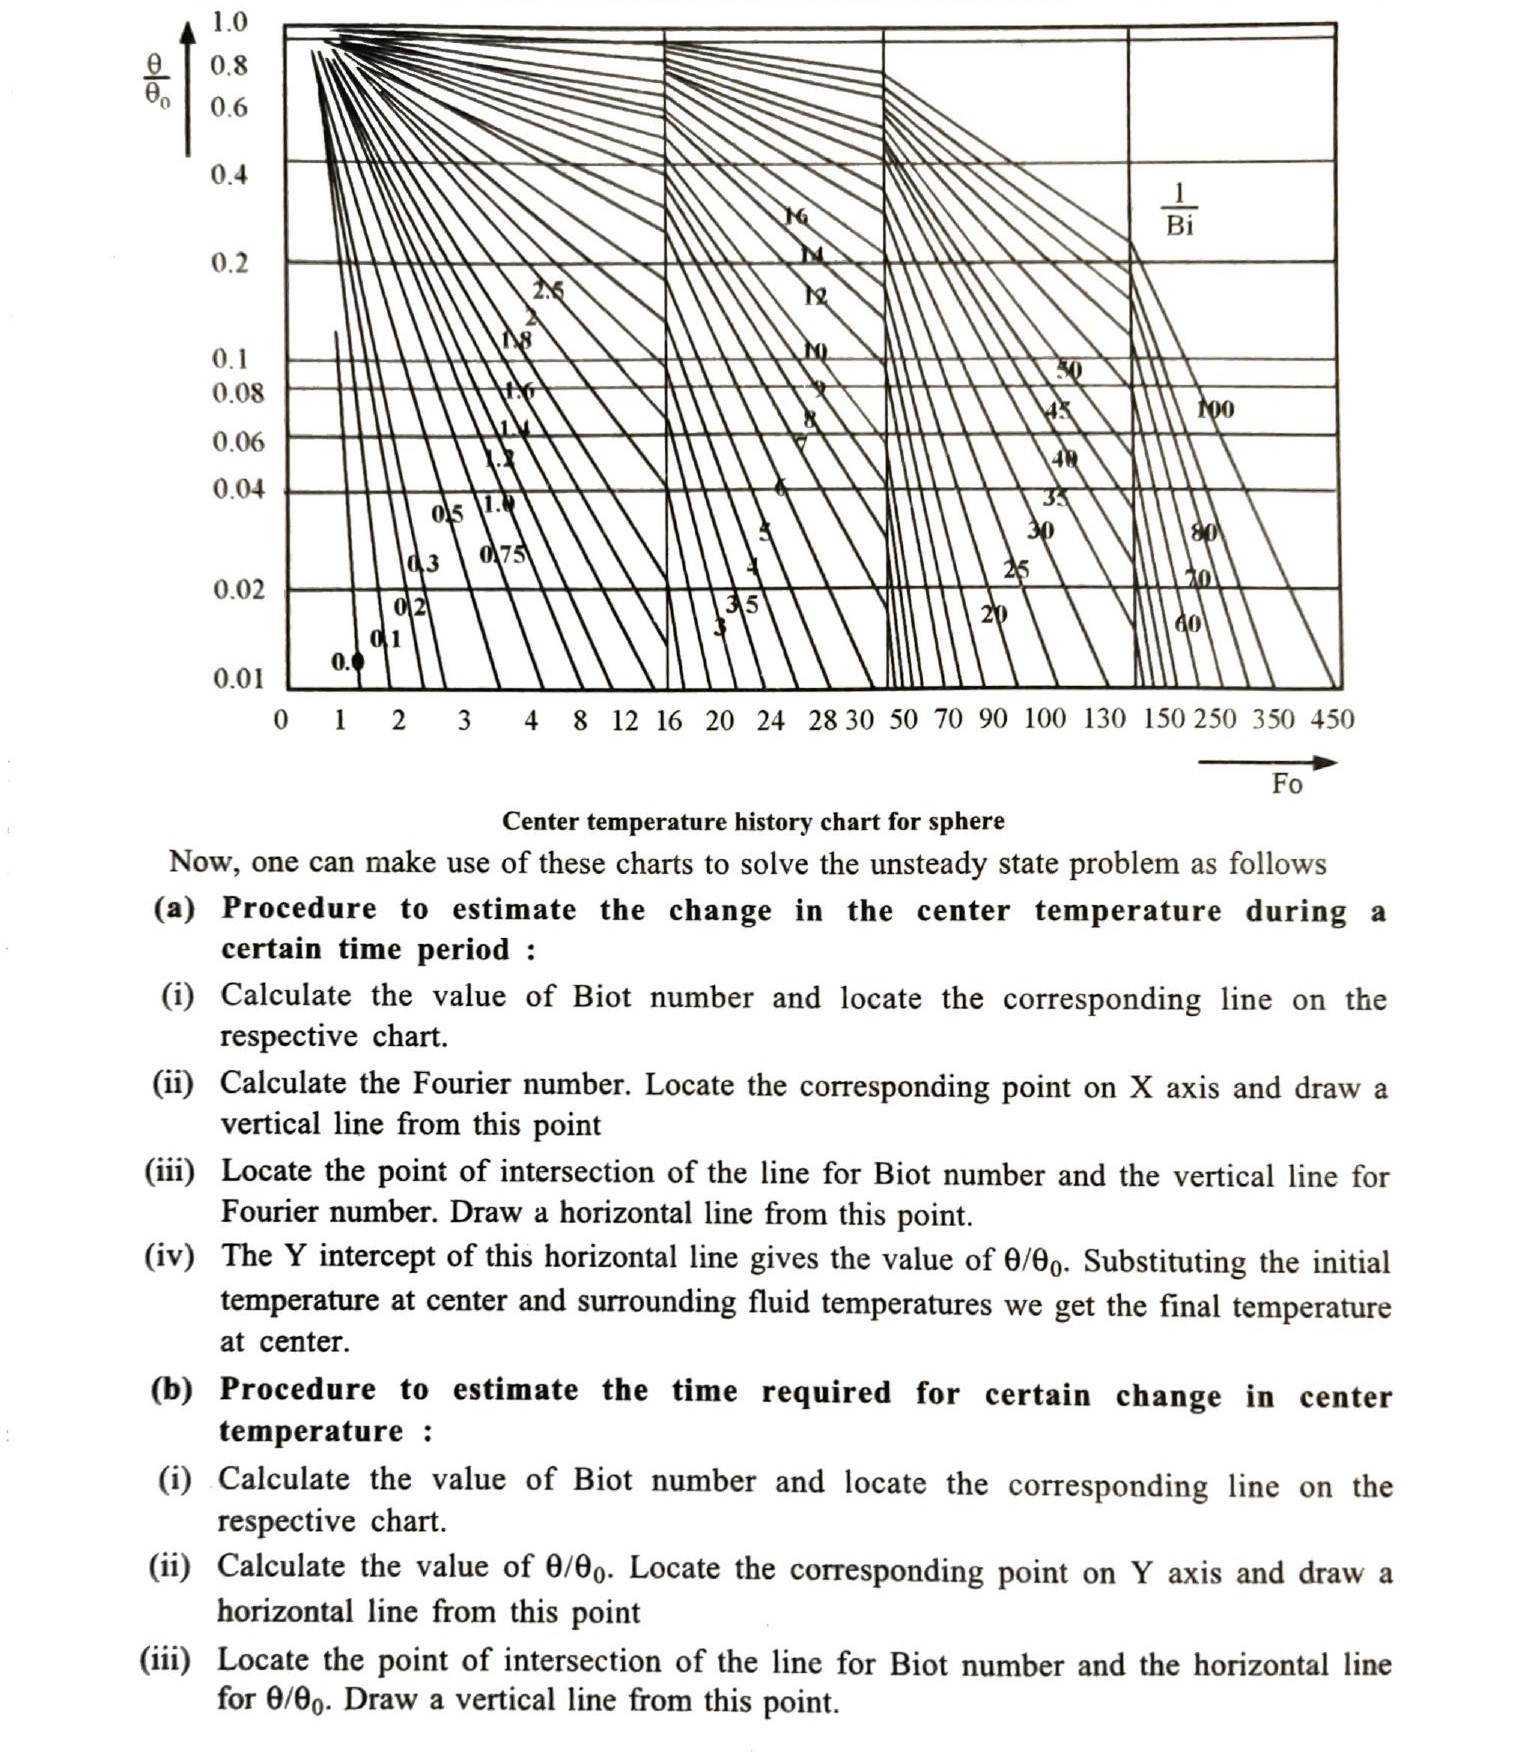 θ/θ₀
1.0
0.8
0.6
0.4
0.2
0.1
0.08
0.06
0.04
0.02
0.01
1/Bi
16
14
12
10
9
8
7
6
5
4
3.5
3
2.5
2
1.8
1.6
1.4
1.2
1.0
0.75
0.5
0.3
0.2
0.1
0.0
50
45
40
35
30
25
20
100
80
70
60
0 1 2 3 4 8 12 16 20 24 28 30 50 70 90 100 130 150 250 350 450
Fo
Center temperature history chart for sphere
Now, one can make use of these charts to solve the unsteady state problem as follows
(a) Procedure to estimate the change in the center temperature during a
certain time period :
(i) Calculate the value of Biot number and locate the corresponding line on the
respective chart.
(ii) Calculate the Fourier number. Locate the corresponding point on X axis and draw a
vertical line from this point
(iii) Locate the point of intersection of the line for Biot number and the vertical line for
Fourier number. Draw a horizontal line from this point.
(iv) The Y intercept of this horizontal line gives the value of θ/θ₀. Substituting the initial
temperature at center and surrounding fluid temperatures we get the final temperature
at center.
(b) Procedure to estimate the time required for certain change in center
temperature :
(i) Calculate the value of Biot number and locate the corresponding line on the
respective chart.
(ii) Calculate the value of θ/θ₀. Locate the corresponding point on Y axis and draw a
horizontal line from this point
(iii) Locate the point of intersection of the line for Biot number and the horizontal line
for θ/θ₀. Draw a vertical line from this point.